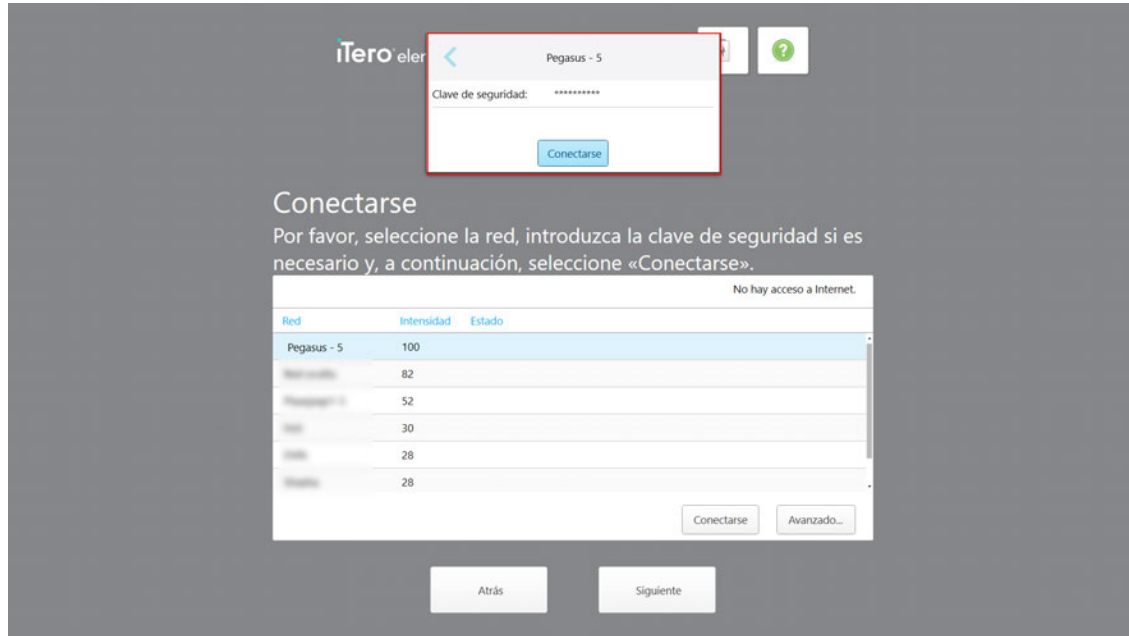 iTero eler
Pegasus - 5
Clave de seguridad: **********
Conectarse
Conectarse
Por favor, seleccione la red, introduzca la clave de seguridad si es
necesario y, a continuación, seleccione «Conectarse».
No hay acceso a Internet.
Red Intensidad Estado
Pegasus - 5 100
82
52
30
28
28
Conectarse Avanzado...
Atrás Siguiente